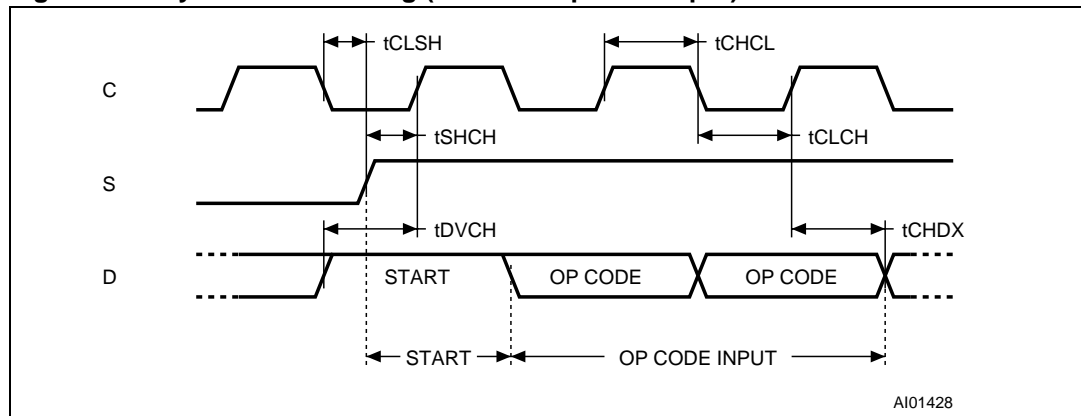 tCLSH
tCHCL
C
tSHCH
tCLCH
S
tDVCH
tCHDX
D
START
OP CODE
OP CODE
START
OP CODE INPUT
AI01428